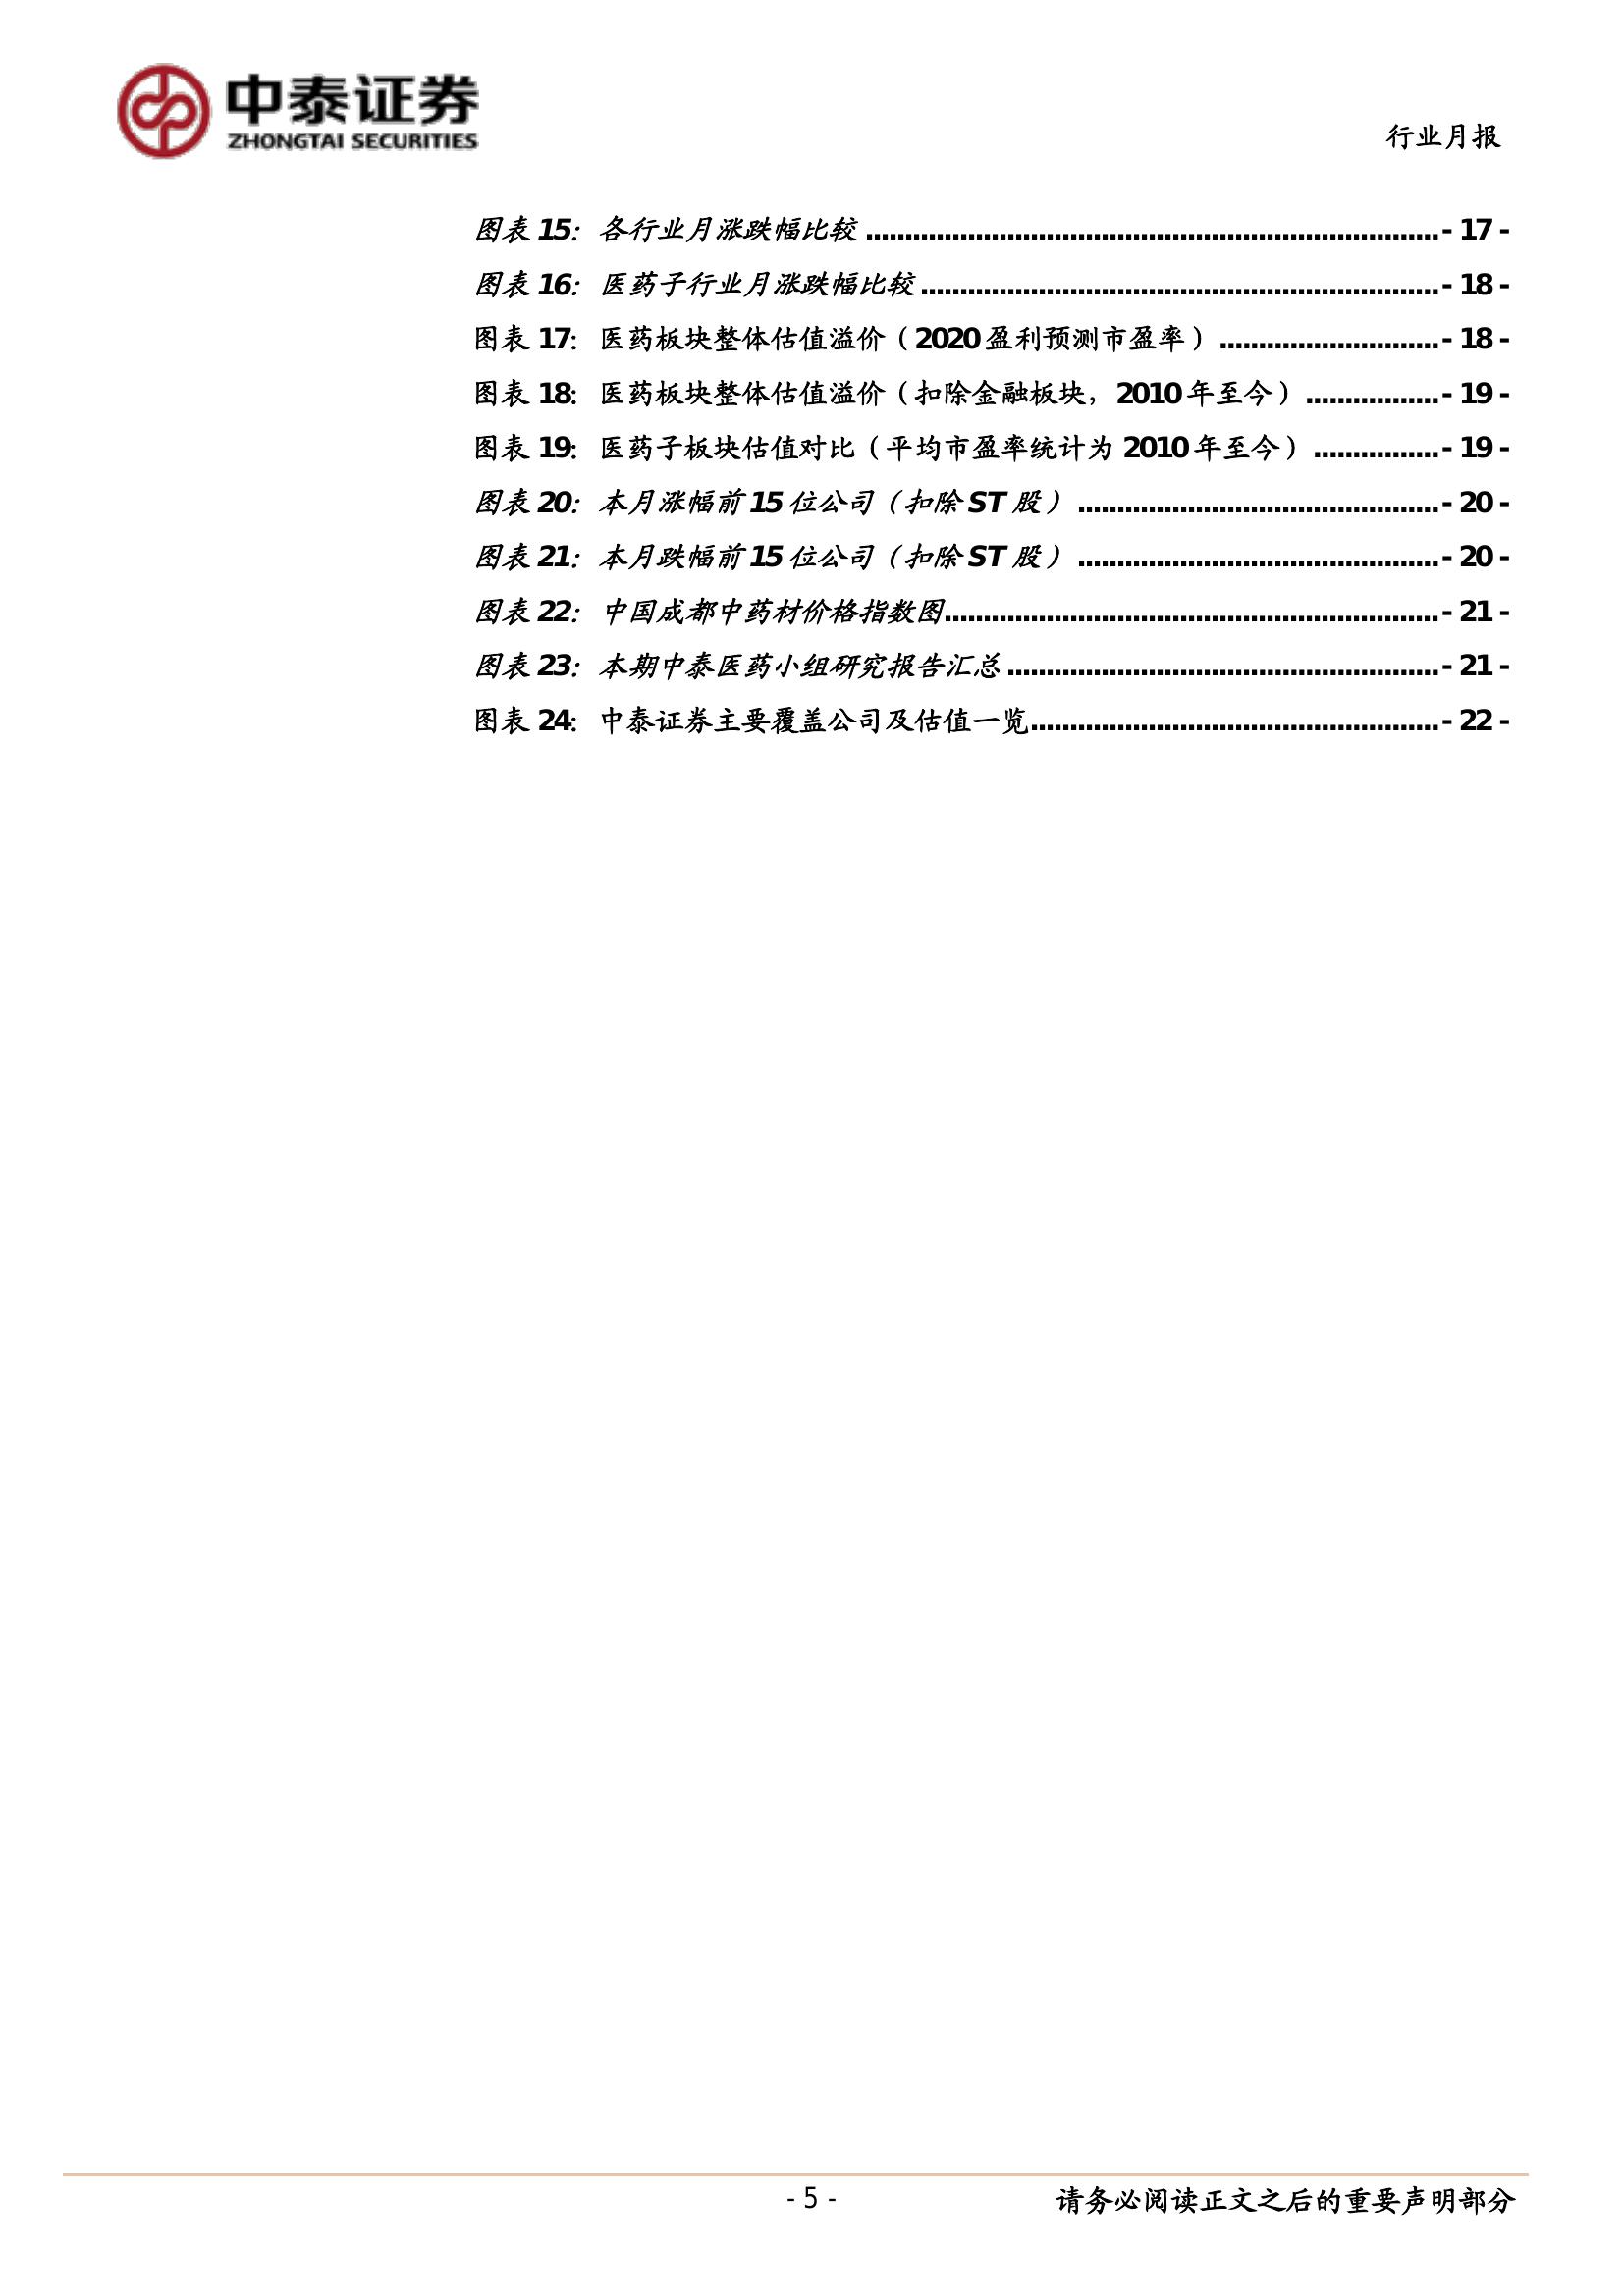 中泰证券
ZHONGTAI SECURITIES
行业月报
图表 15：各行业月涨跌幅比较 ........................................................................ - 17 -
图表 16：医药子行业月涨跌幅比较 ................................................................. - 18 -
图表 17：医药板块整体估值溢价（2020 盈利预测市盈率） ............................ - 18 -
图表 18：医药板块整体估值溢价（扣除金融板块，2010 年至今） ................. - 19 -
图表 19：医药子板块估值对比（平均市盈率统计为 2010 年至今） ................ - 19 -
图表 20：本月涨幅前 15 位公司（扣除 ST 股） .............................................. - 20 -
图表 21：本月跌幅前 15 位公司（扣除 ST 股） .............................................. - 20 -
图表 22：中国成都中药材价格指数图............................................................... - 21 -
图表 23：本期中泰医药小组研究报告汇总 ....................................................... - 21 -
图表 24：中泰证券主要覆盖公司及估值一览.................................................... - 22 -
- 5 -
请务必阅读正文之后的重要声明部分